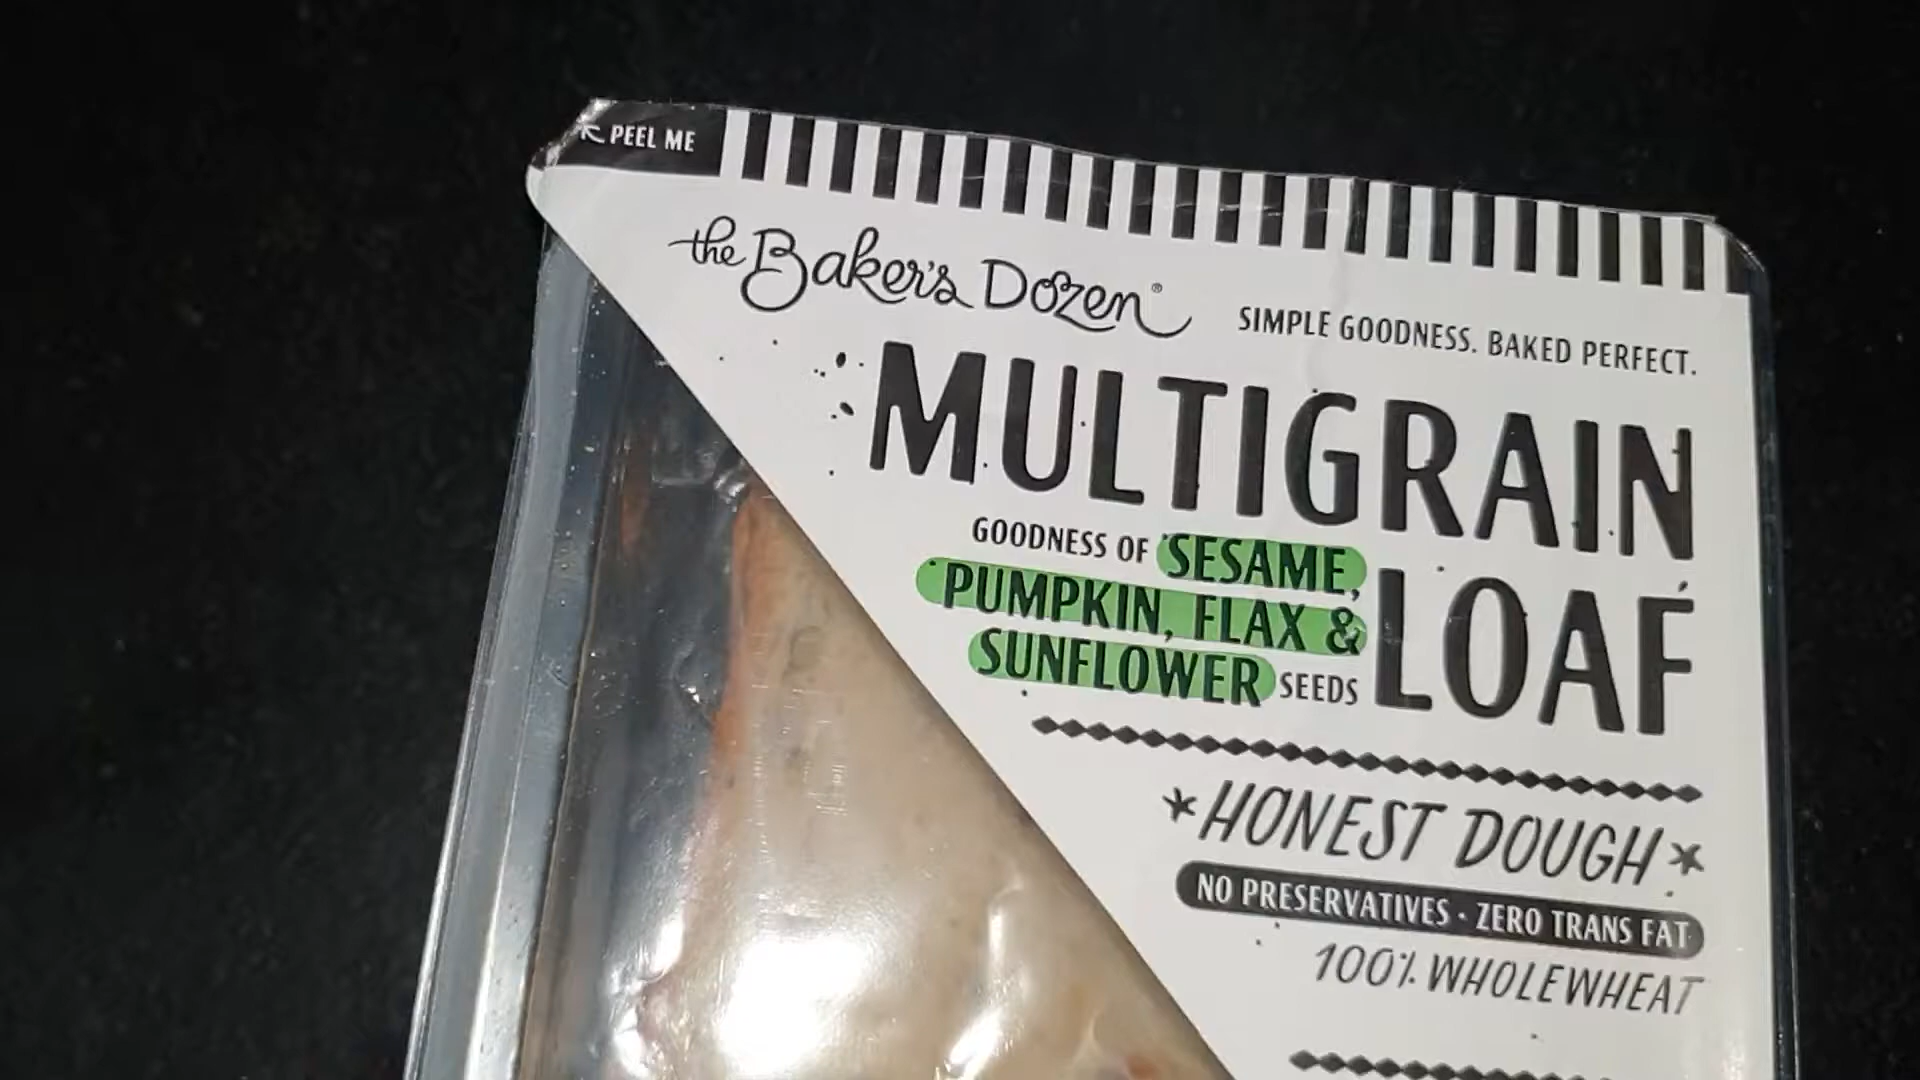 PEEL ME
the Baker's Dozen®
SIMPLE GOODNESS. BAKED PERFECT.
MULTIGRAIN
LOAF
GOODNESS OF SESAME,
PUMPKIN, FLAX &
SUNFLOWER SEEDS
*HONEST DOUGH*
NO PRESERVATIVES · ZERO TRANS FAT
100% WHOLEWHEAT